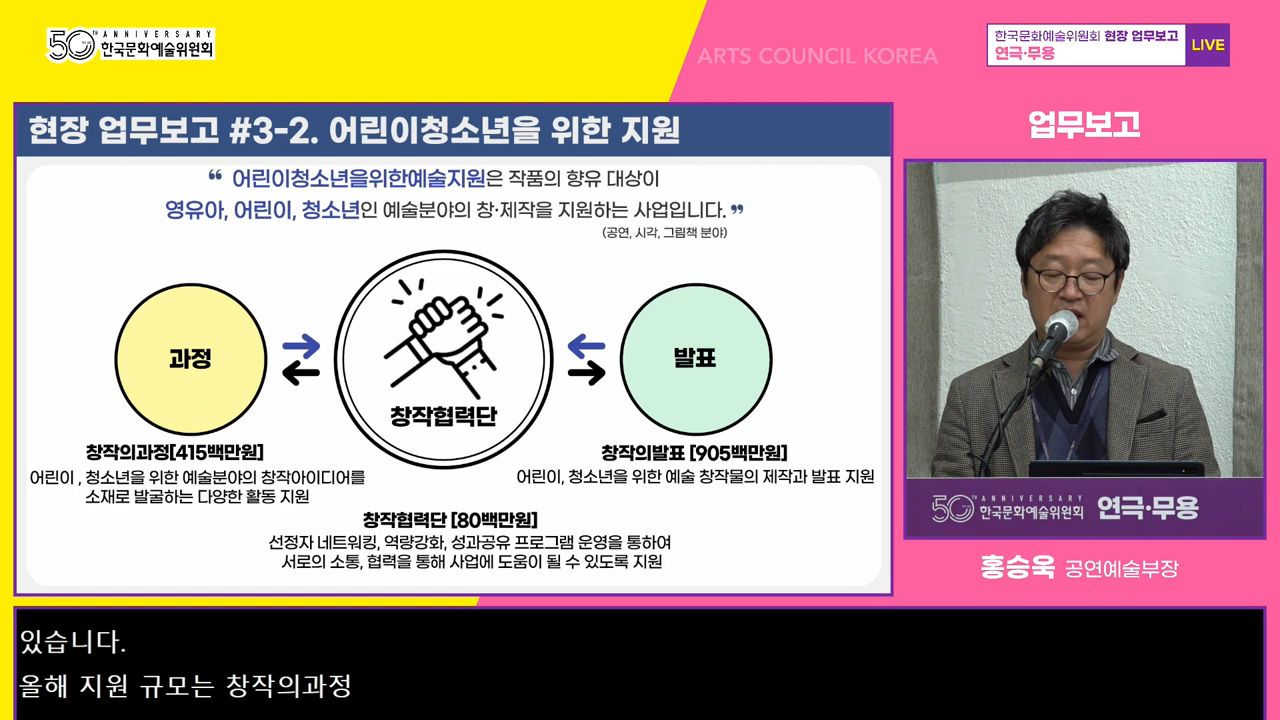 50TH ANNIVERSARY
한국문화예술위원회
ARTS COUNCIL KOREA
한국문화예술위원회 현장 업무보고
연극·무용
LIVE
현장 업무보고 #3-2. 어린이청소년을 위한 지원
❝ 어린이청소년을위한예술지원은 작품의 향유 대상이
영유아, 어린이, 청소년인 예술분야의 창·제작을 지원하는 사업입니다. ❞
(공연, 시각, 그림책 분야)
과정
창작협력단
발표
창작의과정[415백만원]
어린이 , 청소년을 위한 예술분야의 창작아이디어를
소재로 발굴하는 다양한 활동 지원
창작의발표 [905백만원]
어린이, 청소년을 위한 예술 창작물의 제작과 발표 지원
창작협력단 [80백만원]
선정자 네트워킹, 역량강화, 성과공유 프로그램 운영을 통하여
서로의 소통, 협력을 통해 사업에 도움이 될 수 있도록 지원
업무보고
50TH ANNIVERSARY
한국문화예술위원회
연극·무용
홍승욱 공연예술부장
있습니다.
올해 지원 규모는 창작의과정